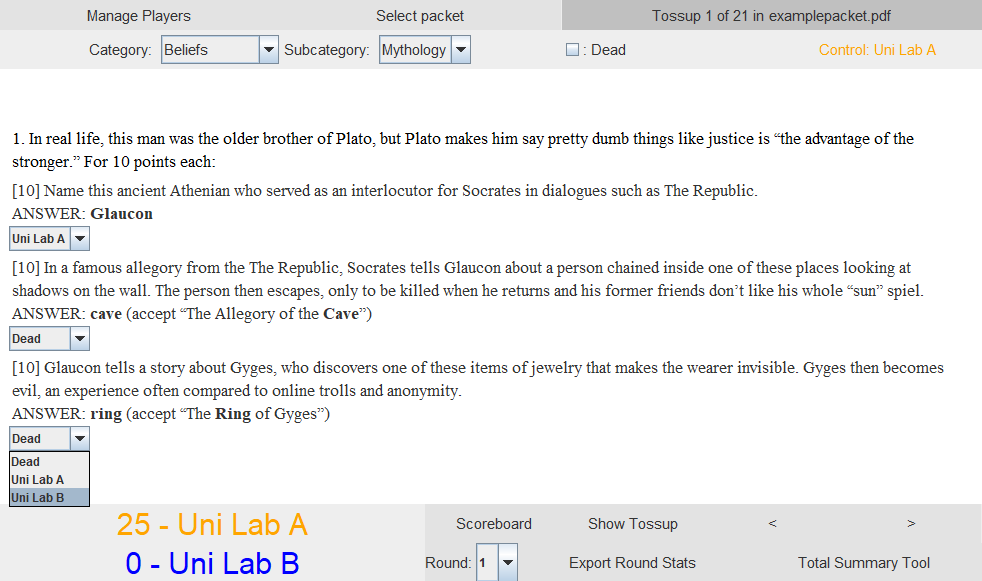 Manage Players Select packet Tossup 1 of 21 in examplepacket.pdf
Category: Beliefs Subcategory: Mythology : Dead Control: Uni Lab A
1. In real life, this man was the older brother of Plato, but Plato makes him say pretty dumb things like justice is “the advantage of the
stronger.” For 10 points each:
[10] Name this ancient Athenian who served as an interlocutor for Socrates in dialogues such as The Republic.
ANSWER: Glaucon
Uni Lab A
[10] In a famous allegory from the The Republic, Socrates tells Glaucon about a person chained inside one of these places looking at
shadows on the wall. The person then escapes, only to be killed when he returns and his former friends don’t like his whole “sun” spiel.
ANSWER: cave (accept “The Allegory of the Cave”)
Dead
[10] Glaucon tells a story about Gyges, who discovers one of these items of jewelry that makes the wearer invisible. Gyges then becomes
evil, an experience often compared to online trolls and anonymity.
ANSWER: ring (accept “The Ring of Gyges”)
Dead
Dead
Uni Lab A
Uni Lab B
25 - Uni Lab A
0 - Uni Lab B
Scoreboard Show Tossup < >
Round: 1 Export Round Stats Total Summary Tool